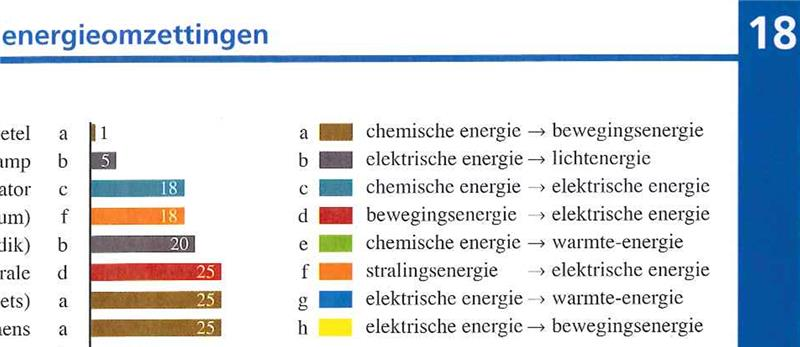 energieomzettingen
18
etel a 1
amp b 5
ator c 18
um) f 18
dik) b 20
rale d 25
ets) a 25
ens a 25
a chemische energie → bewegingsenergie
b elektrische energie → lichtenergie
c chemische energie → elektrische energie
d bewegingsenergie → elektrische energie
e chemische energie → warmte-energie
f stralingsenergie → elektrische energie
g elektrische energie → warmte-energie
h elektrische energie → bewegingsenergie